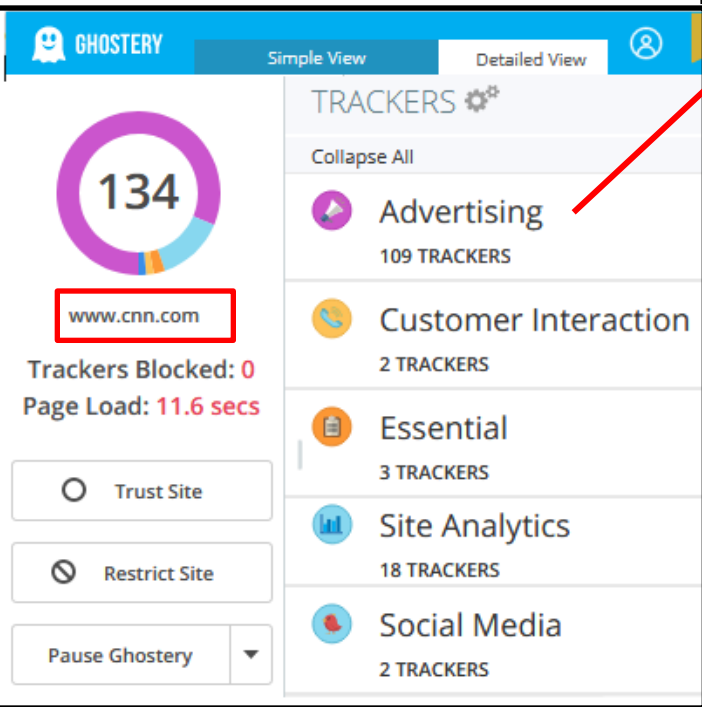 GHOSTERY
Simple View
Detailed View
134
www.cnn.com
Trackers Blocked: 0
Page Load: 11.6 secs
Trust Site
Restrict Site
Pause Ghostery
TRACKERS
Collapse All
Advertising
109 TRACKERS
Customer Interaction
2 TRACKERS
Essential
3 TRACKERS
Site Analytics
18 TRACKERS
Social Media
2 TRACKERS